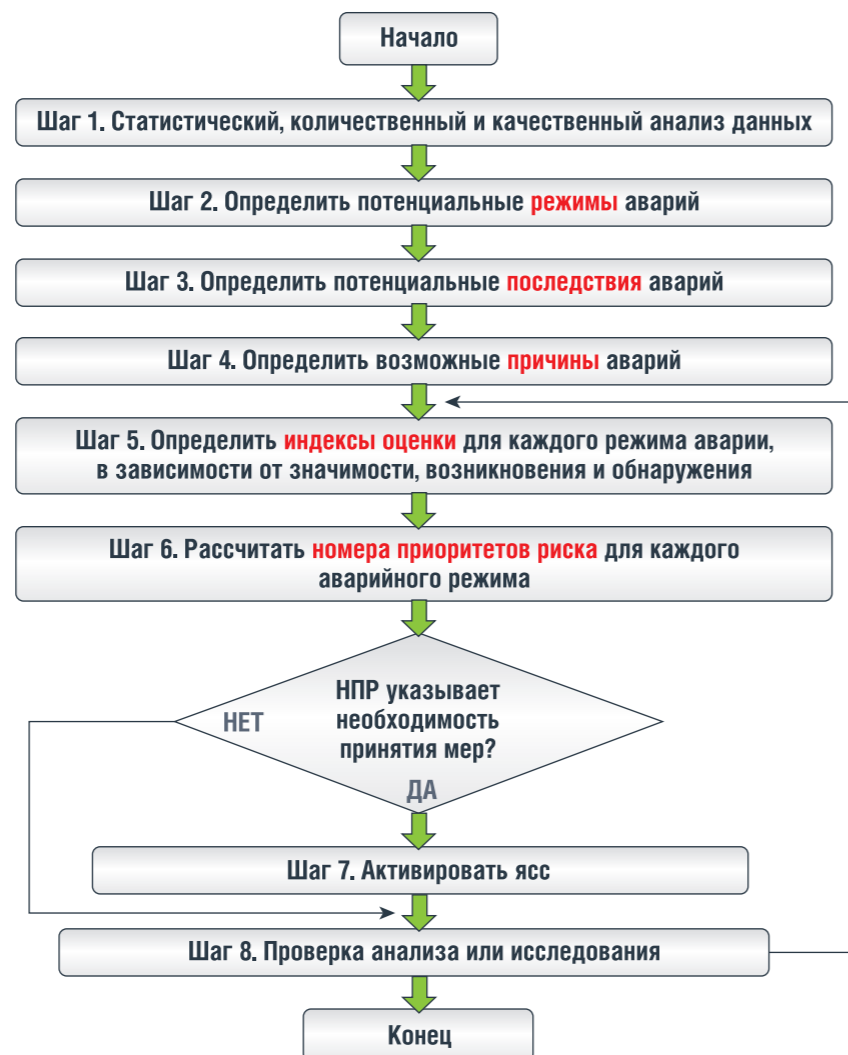 Начало
Шаг 1. Статистический, количественный и качественный анализ данных
Шаг 2. Определить потенциальные режимы аварий
Шаг 3. Определить потенциальные последствия аварий
Шаг 4. Определить возможные причины аварий
Шаг 5. Определить индексы оценки для каждого режима аварии,
в зависимости от значимости, возникновения и обнаружения
Шаг 6. Рассчитать номера приоритетов риска для каждого
аварийного режима
НПР указывает
необходимость
принятия мер?
НЕТ
ДА
Шаг 7. Активировать ясс
Шаг 8. Проверка анализа или исследования
Конец